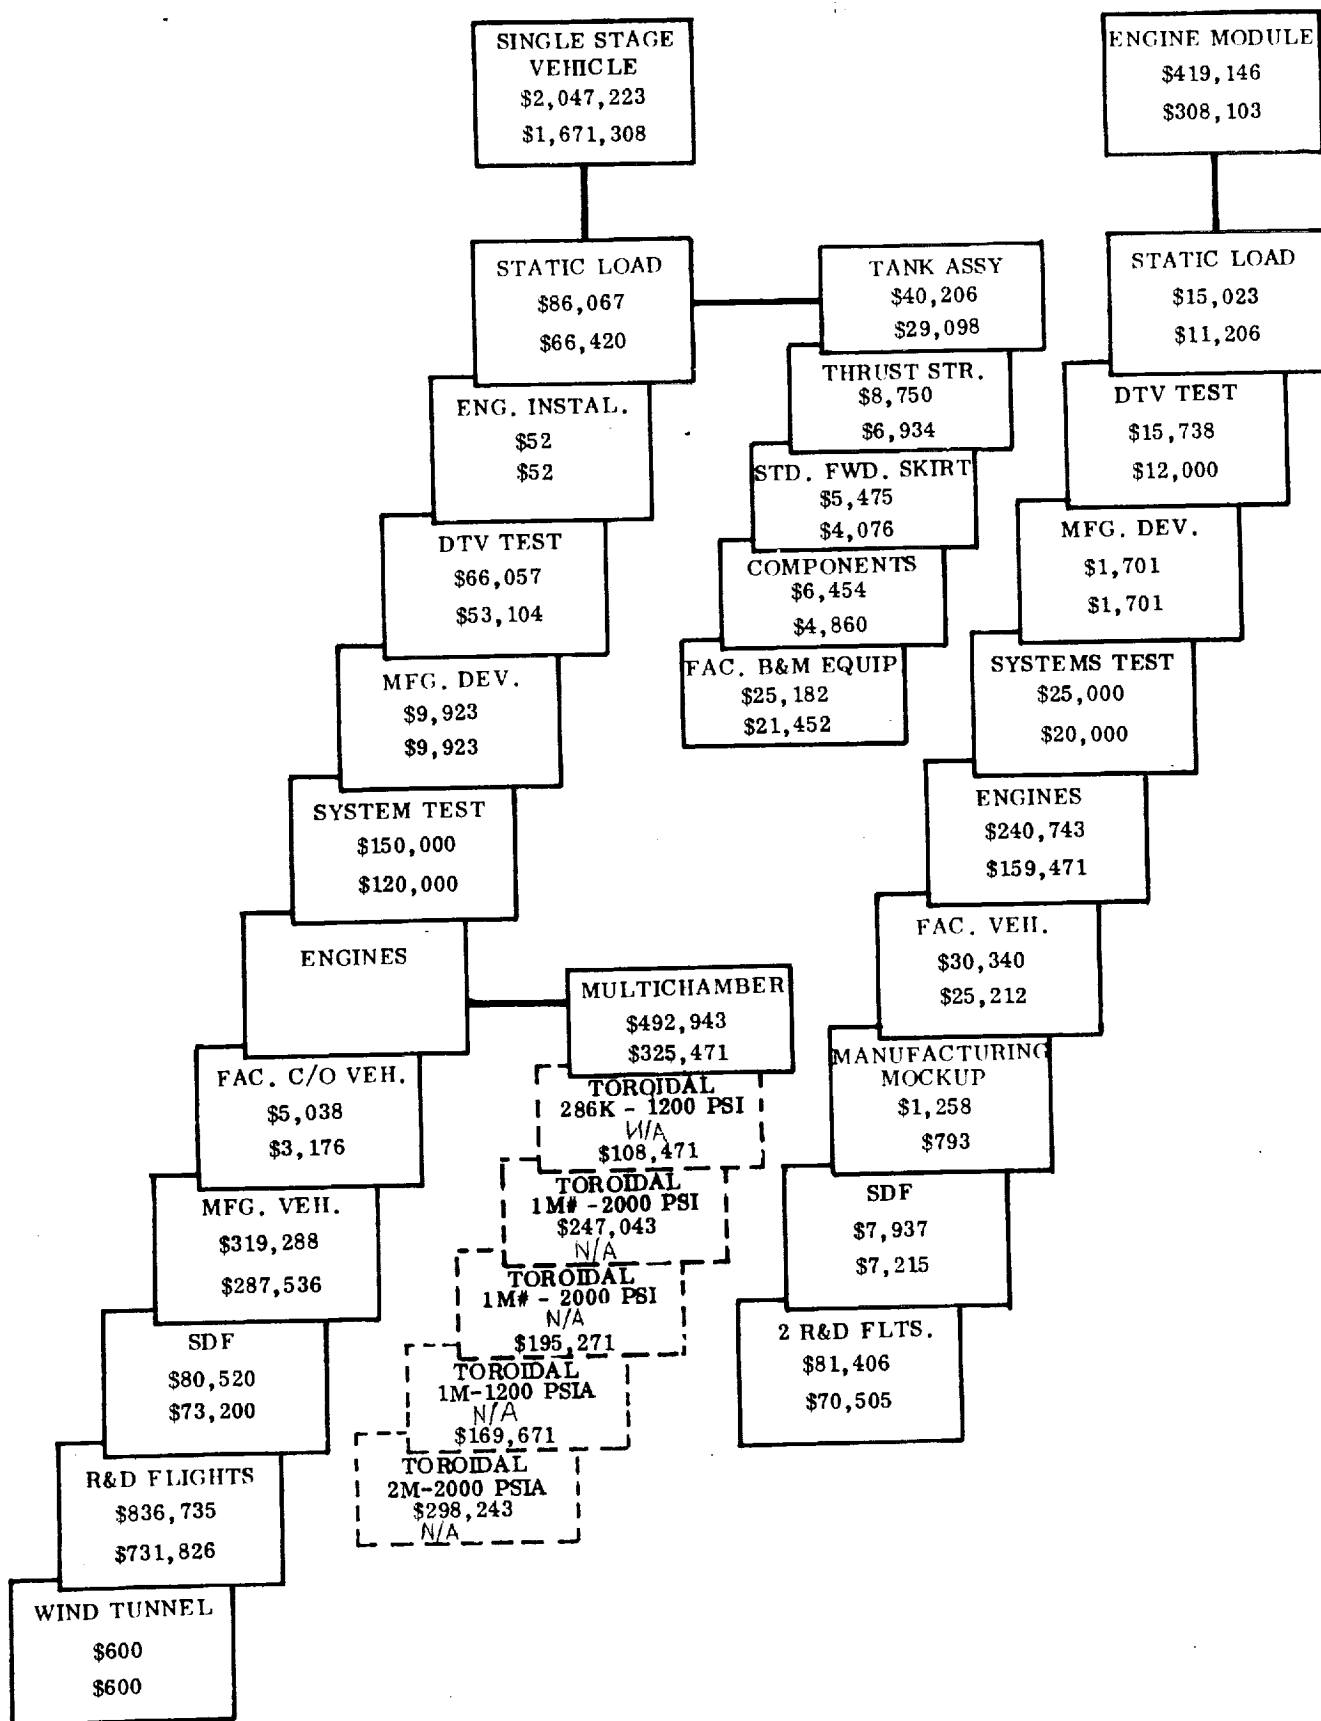 SINGLE STAGE
VEHICLE
$2,047,223
$1,671,308
STATIC LOAD
$86,067
$66,420
ENG. INSTAL.
$52
$52
DTV TEST
$66,057
$53,104
MFG. DEV.
$9,923
$9,923
SYSTEM TEST
$150,000
$120,000
ENGINES
FAC. C/O VEH.
$5,038
$3,176
MFG. VEH.
$319,288
$287,536
SDF
$80,520
$73,200
R&D FLIGHTS
$836,735
$731,826
WIND TUNNEL
$600
$600
TANK ASSY
$40,206
$29,098
THRUST STR.
$8,750
$6,934
STD. FWD. SKIRT
$5,475
$4,076
COMPONENTS
$6,454
$4,860
FAC. B&M EQUIP
$25,182
$21,452
MULTICHAMBER
$492,943
$325,471
TOROIDAL
286K - 1200 PSI
N/A
$108,471
TOROIDAL
1M# - 2000 PSI
$247,043
N/A
TOROIDAL
1M# - 2000 PSI
N/A
$195,271
TOROIDAL
1M-1200 PSIA
N/A
$169,671
TOROIDAL
2M-2000 PSIA
$298,243
N/A
ENGINE MODULE
$419,146
$308,103
STATIC LOAD
$15,023
$11,206
DTV TEST
$15,738
$12,000
MFG. DEV.
$1,701
$1,701
SYSTEMS TEST
$25,000
$20,000
ENGINES
$240,743
$159,471
FAC. VEH.
$30,340
$25,212
MANUFACTURING
MOCKUP
$1,258
$793
SDF
$7,937
$7,215
2 R&D FLTS.
$81,406
$70,505